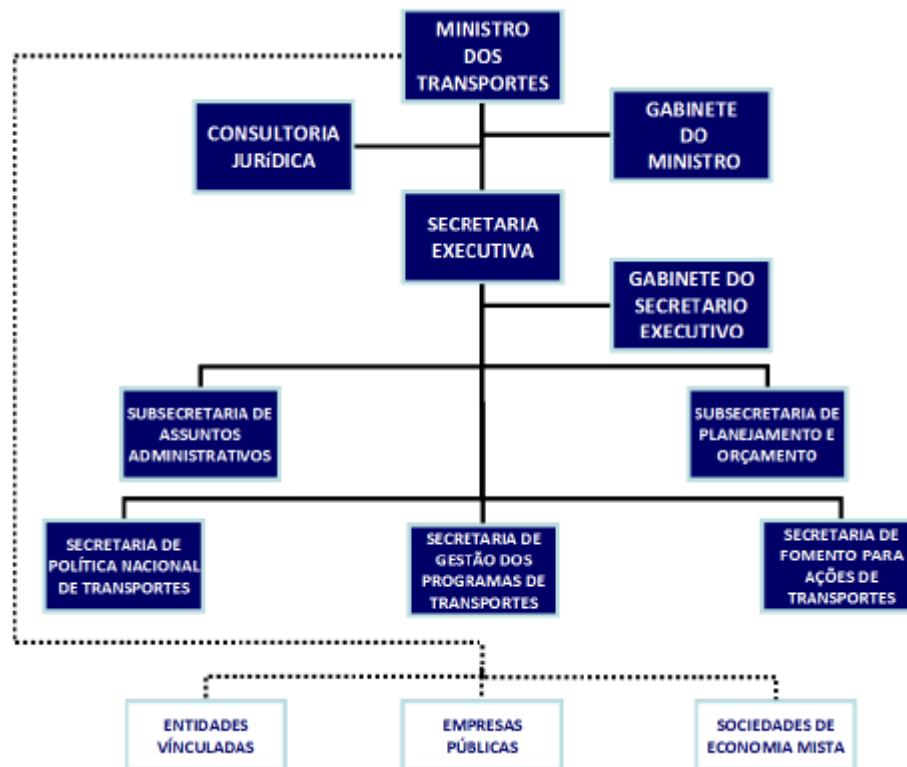 MINISTRO
DOS
TRANSPORTES
CONSULTORIA
JURíDICA
GABINETE
DO
MINISTRO
SECRETARIA
EXECUTIVA
GABINETE DO
SECRETARIO
EXECUTIVO
SUBSECRETARIA DE
ASSUNTOS
ADMINISTRATIVOS
SUBSECRETARIA DE
PLANEJAMENTO E
ORÇAMENTO
SECRETARIA DE
POLÍTICA NACIONAL
DE TRANSPORTES
SECRETARIA DE
GESTÃO DOS
PROGRAMAS DE
TRANSPORTES
SECRETARIA DE
FOMENTO PARA
AÇÕES DE
TRANSPORTES
ENTIDADES
VÍNCULADAS
EMPRESAS
PÚBLICAS
SOCIEDADES DE
ECONOMIA MISTA